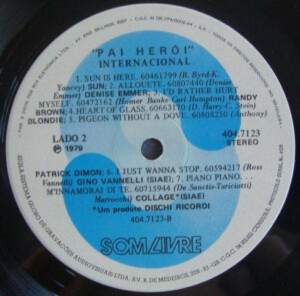 "PAI HERÓI"
INTERNACIONAL
1. SUN IS HERE. 60461799 (R. Byrd-K.
Yancey) SUN; 2. ALLOUETE. 60807440 (Denise
Emmer) DENISE EMMER; 3. I'D RATHER HURT
MYSELF. 60472162 (Homer Banks-Carl Hampton) RANDY
BROWN; 4. HEART OF GLASS. 60663170 (D. Harry-C. Stein)
BLONDIE; 5. PIGEON WITHOUT A DOVE. 60408250 (Anthony)
LADO 2
℗ 1979
404.7123
STEREO
PATRICK DIMON; 6. I JUST WANNA STOP. 60594217 (Ross
Vannelli) GINO VANNELLI (SIAE); 7. PIANO PIANO...
M'INNAMORAI DI TE. 60715944 (De Sanctis-Tariciotti
Marrocchi) COLLAGE* (SIAE)
*Um produto DISCHI RICORDI
404.7123-B
SOM LIVRE